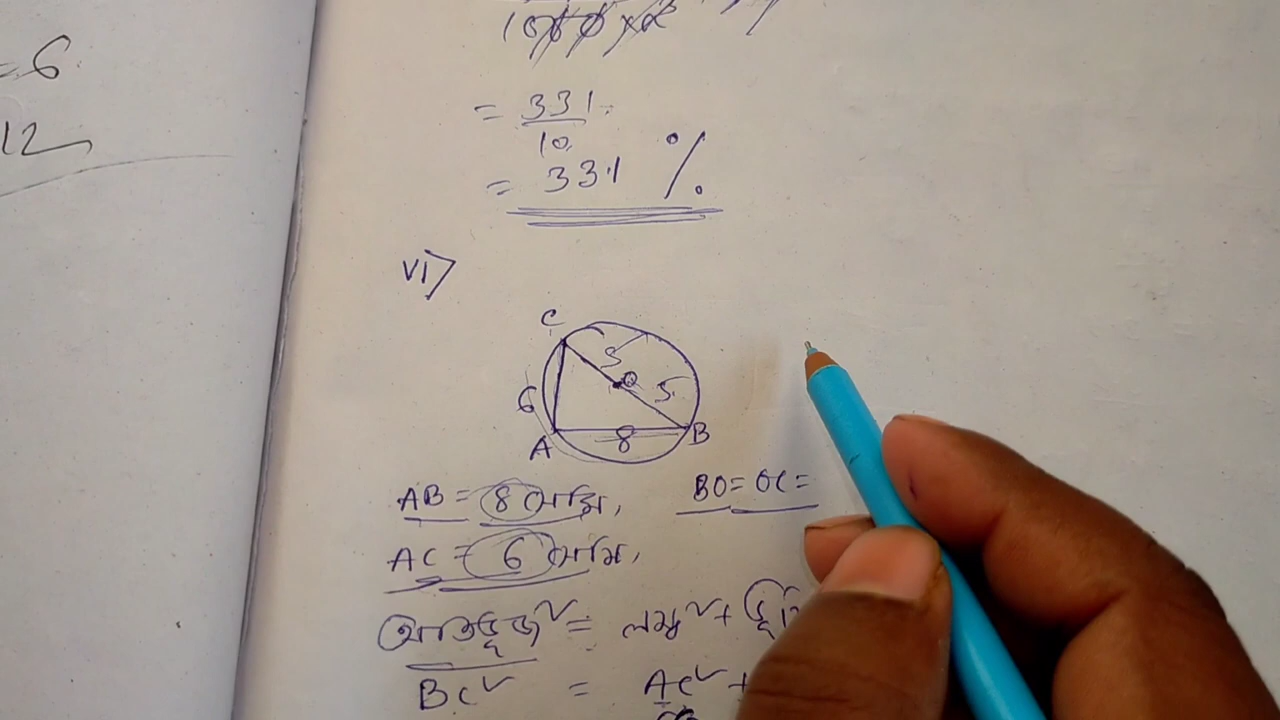 = 6
12
= 331
10
= 33.1 %
VI>
C
5
O
5
6
A
8
B
AB = 8 সেমি, BO = OC =
AC = 6 সেমি,
অতিভূজ² = লম্ব² +
BC² = AC² +